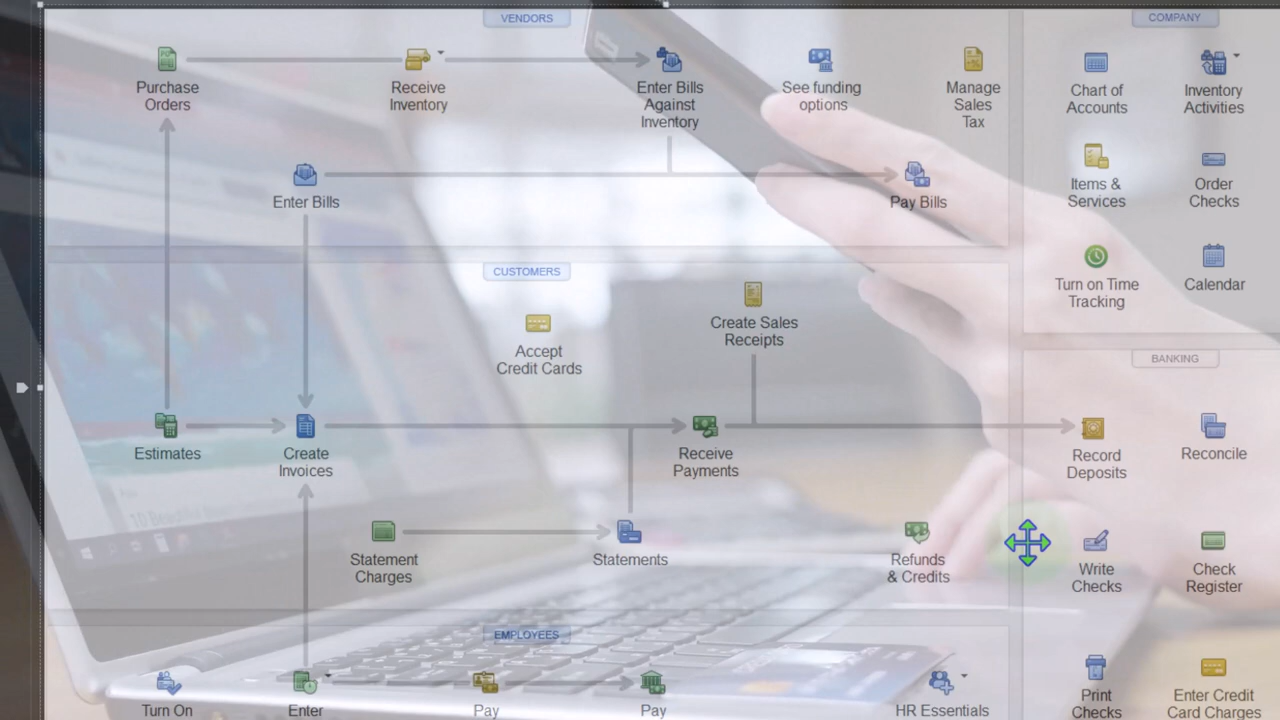 VENDORS
COMPANY
Purchase
Orders
Receive
Inventory
Enter Bills
Against
Inventory
See funding
options
Manage
Sales
Tax
Chart of
Accounts
Inventory
Activities
Enter Bills
Pay Bills
Items &
Services
Order
Checks
Turn on Time
Tracking
Calendar
CUSTOMERS
Accept
Credit Cards
Create Sales
Receipts
BANKING
Estimates
Create
Invoices
Receive
Payments
Record
Deposits
Reconcile
Statement
Charges
Statements
Refunds
& Credits
Write
Checks
Check
Register
EMPLOYEES
Turn On
Enter
Pay
Pay
HR Essentials
Print
Checks
Enter Credit
Card Charges